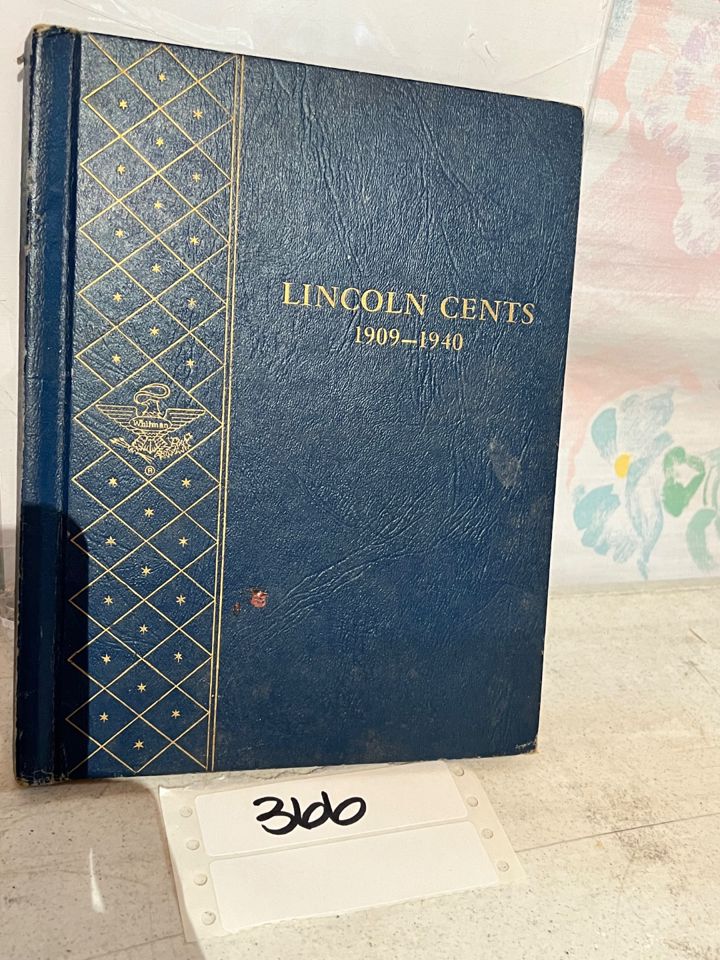 LINCOLN CENTS
1909—1940
Whitman
®
366